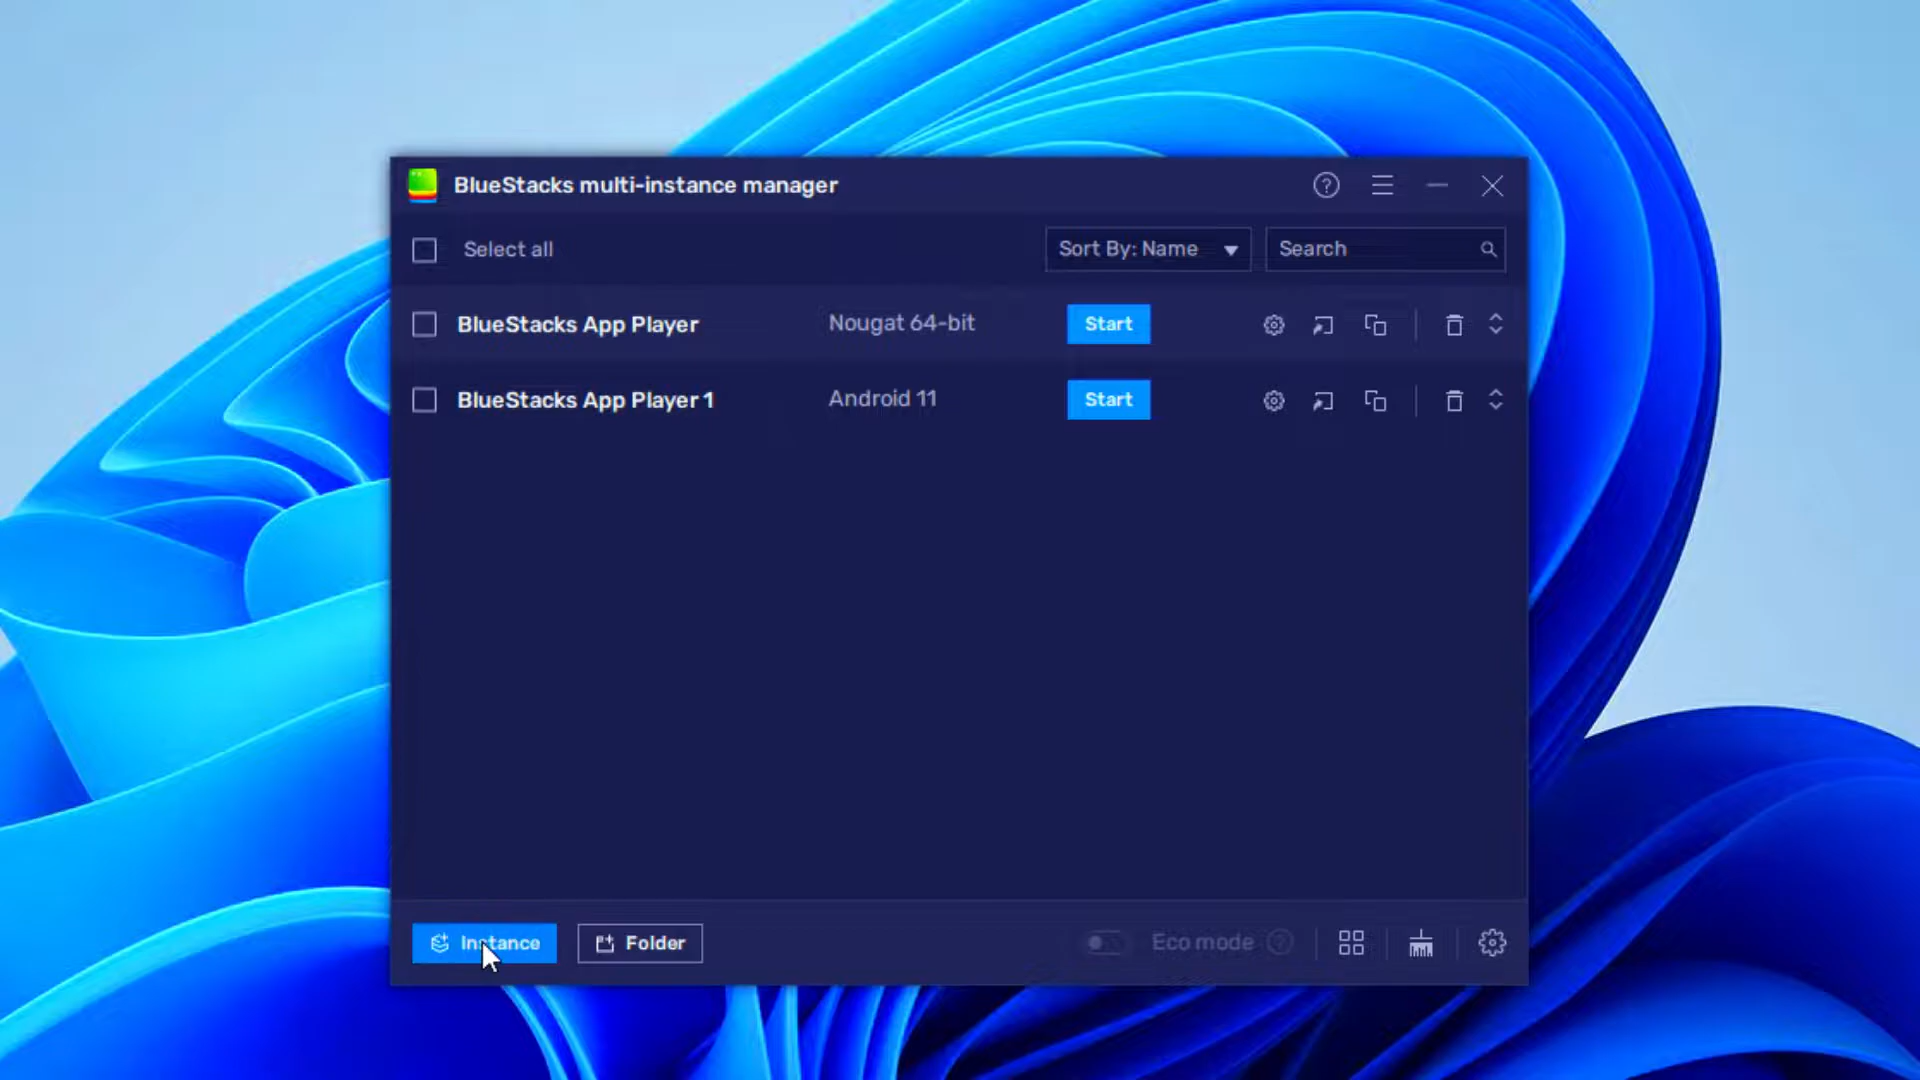 BlueStacks multi-instance manager
Select all
Sort By: Name
Search
BlueStacks App Player
Nougat 64-bit
Start
BlueStacks App Player 1
Android 11
Start
Instance
Folder
Eco mode